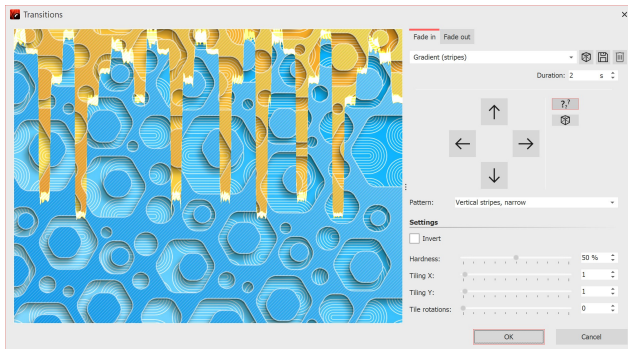 Transitions
Fade in Fade out
Gradient (stripes)
Duration: 2 s
? ? ?
Pattern: Vertical stripes, narrow
Settings
Invert
Hardness: 50 %
Tiling X: 1
Tiling Y: 1
Tile rotations: 0
OK Cancel